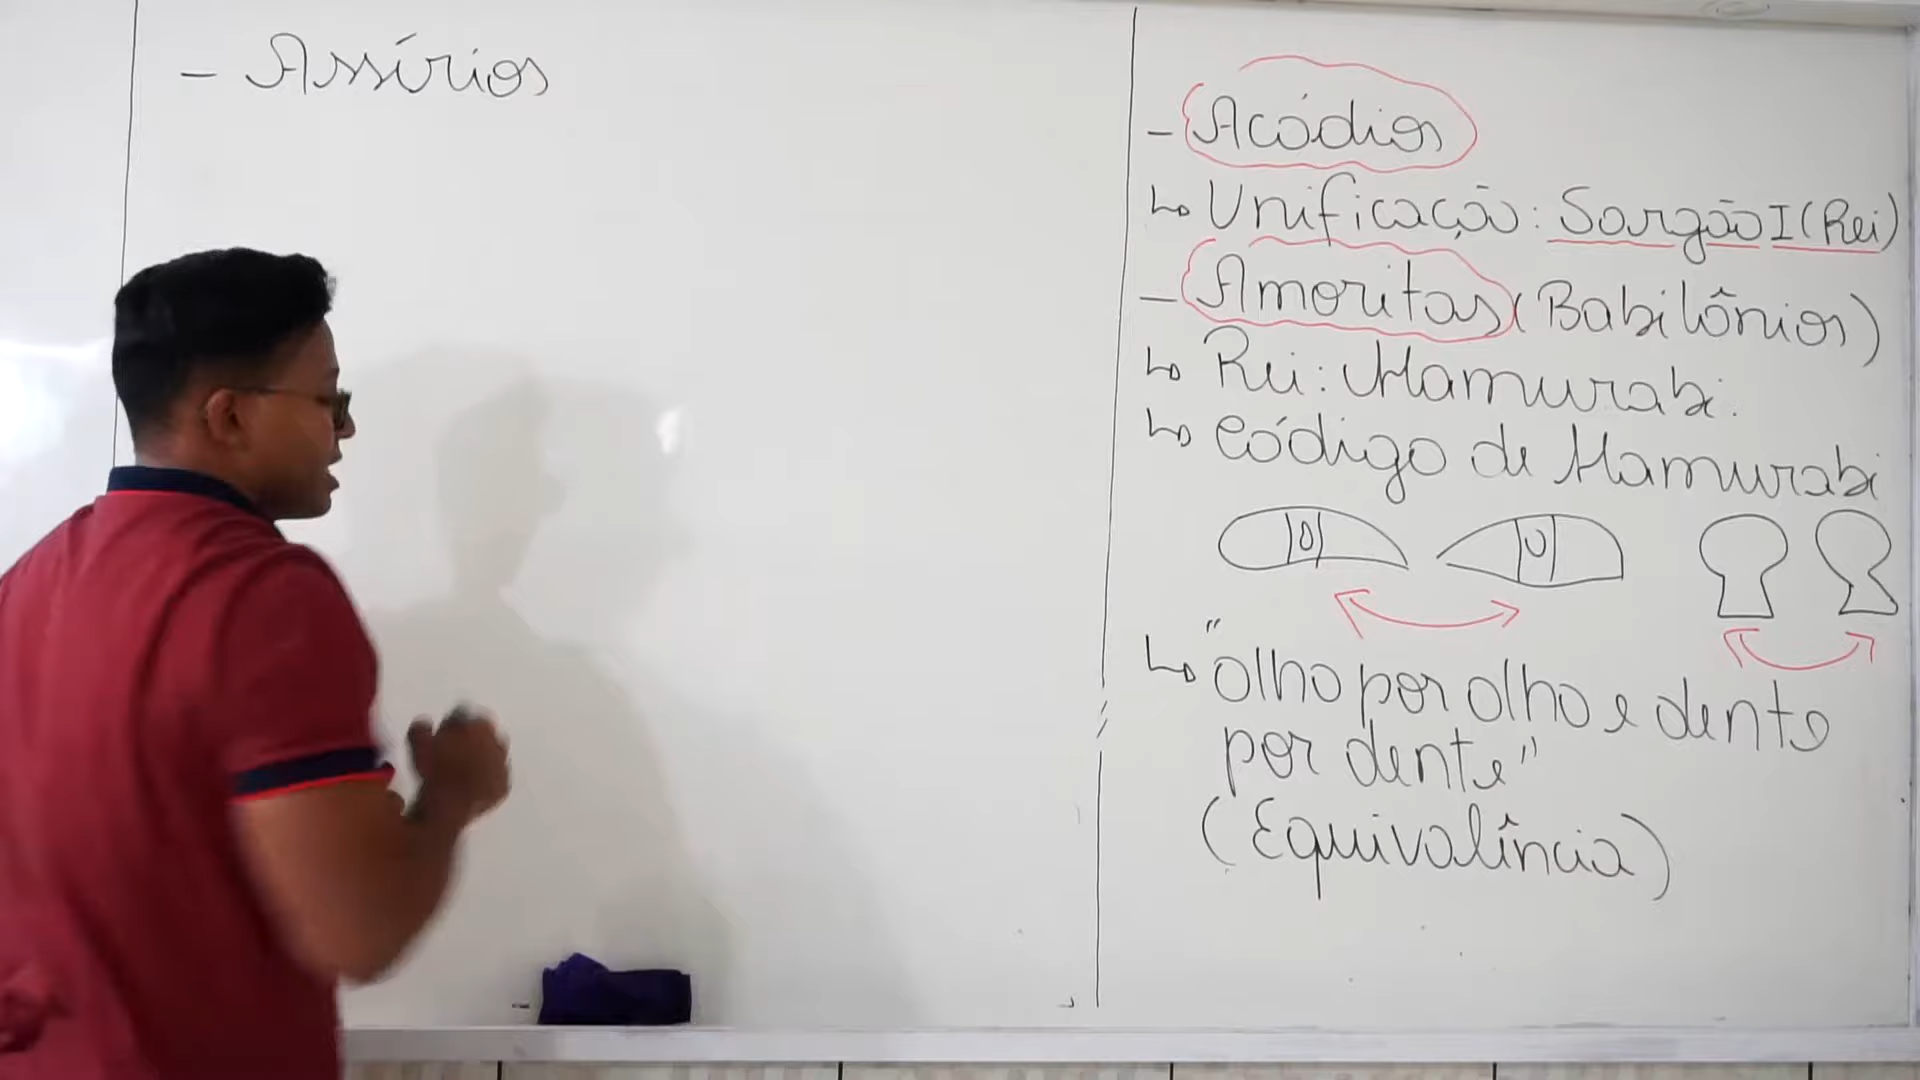 - Assírios
- Acádios
↳ Unificação: Sargão I (Rei)
- Amoritas (Babilônios)
↳ Rei: Hamurabi.
↳ Código de Hamurabi
↳ "olho por olho e dente
por dente"
(Equivalência)